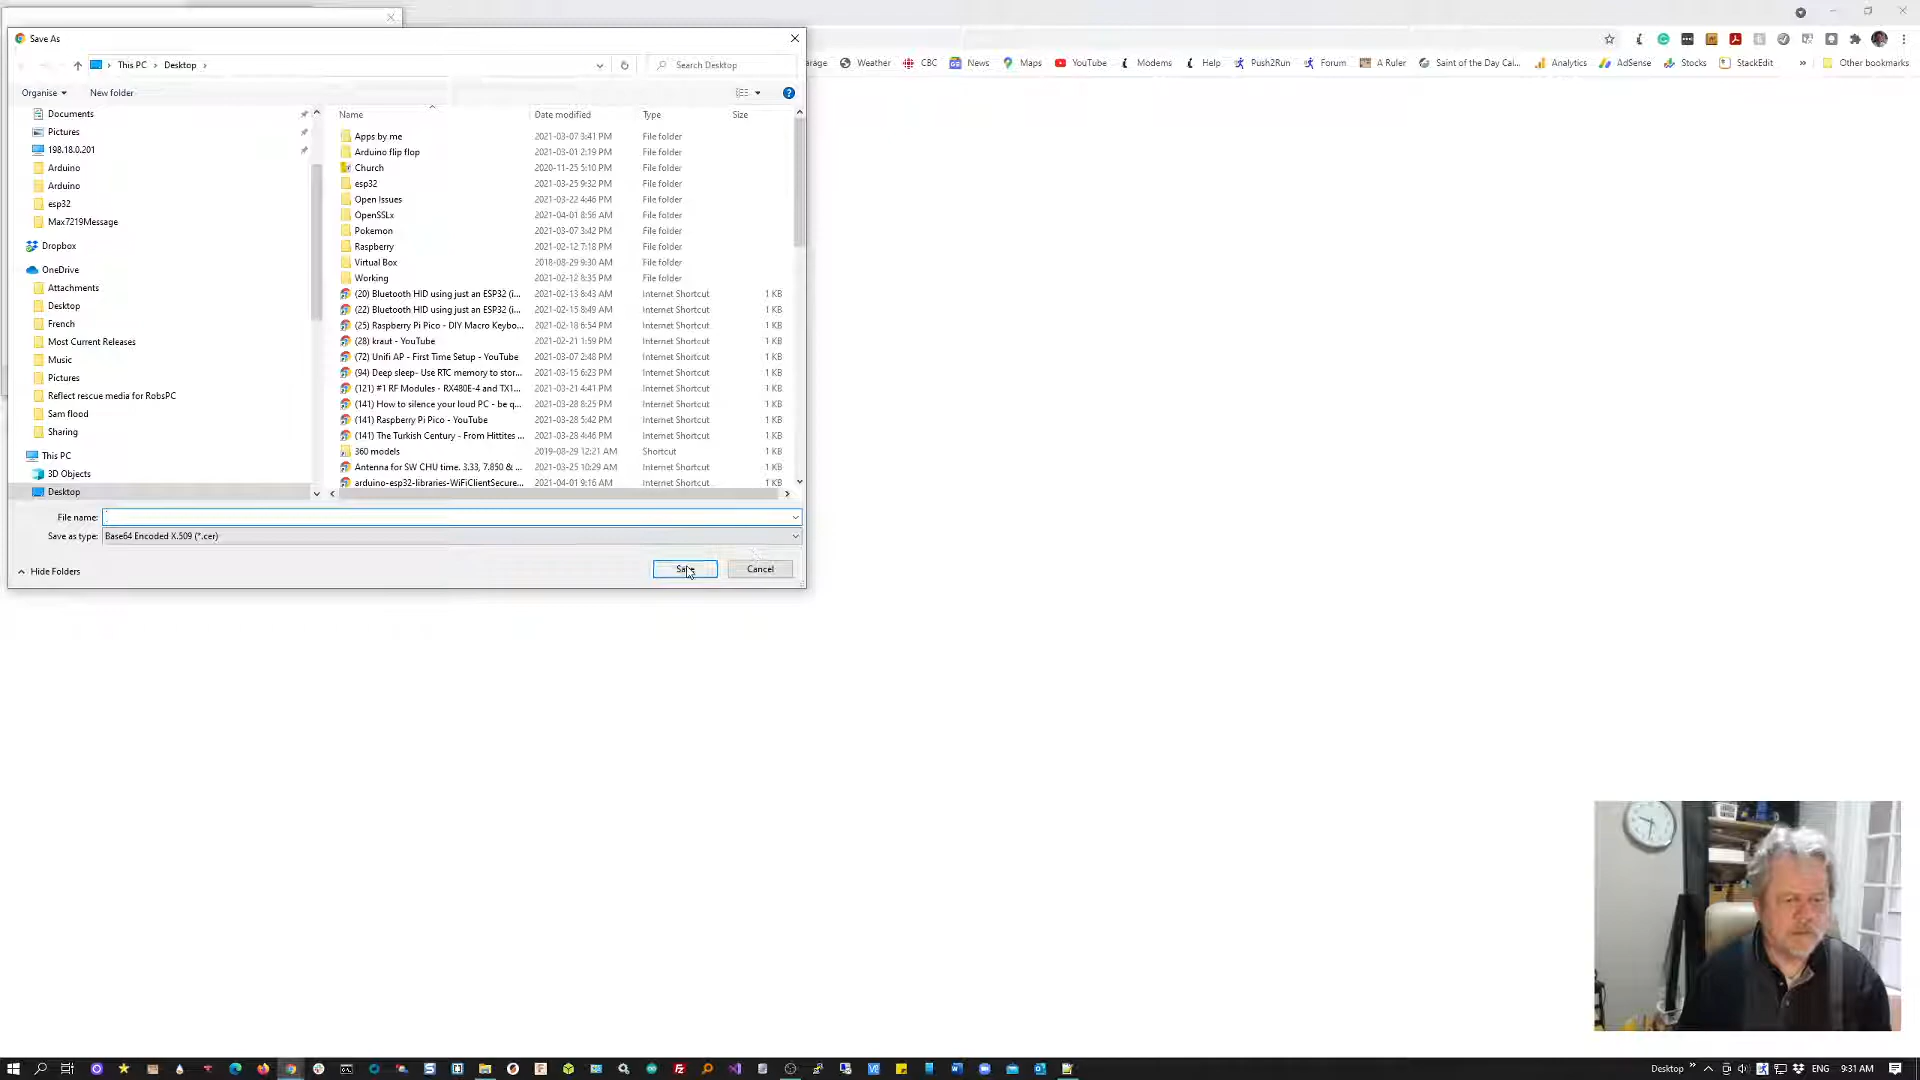 Save As
This PC > Desktop >
Search Desktop
arage Weather CBC News Maps YouTube Modems Help Push2Run Forum A Ruler Saint of the Day Cal... Analytics AdSense Stocks StackEdit » Other bookmarks
Organise New folder
Name Date modified Type Size
Documents
Pictures
198.18.0.201
Arduino
Arduino
esp32
Max7219Message
Dropbox
OneDrive
Attachments
Desktop
French
Most Current Releases
Music
Pictures
Reflect rescue media for RobsPC
Sam flood
Sharing
This PC
3D Objects
Desktop
Apps by me 2021-03-07 3:41 PM File folder
Arduino flip flop 2021-03-01 2:19 PM File folder
Church 2020-11-25 5:10 PM File folder
esp32 2021-03-25 9:32 PM File folder
Open Issues 2021-03-22 4:46 PM File folder
OpenSSLx 2021-04-01 8:56 AM File folder
Pokemon 2021-03-07 3:42 PM File folder
Raspberry 2021-02-12 7:18 PM File folder
Virtual Box 2018-08-29 9:30 AM File folder
Working 2021-02-12 8:35 PM File folder
(20) Bluetooth HID using just an ESP32 (i... 2021-02-13 8:43 AM Internet Shortcut 1 KB
(22) Bluetooth HID using just an ESP32 (i... 2021-02-15 8:49 AM Internet Shortcut 1 KB
(25) Raspberry Pi Pico - DIY Macro Keybo... 2021-02-18 6:54 PM Internet Shortcut 1 KB
(28) kraut - YouTube 2021-02-21 1:59 PM Internet Shortcut 1 KB
(72) Unifi AP - First Time Setup - YouTube 2021-03-07 2:48 PM Internet Shortcut 1 KB
(94) Deep sleep- Use RTC memory to stor... 2021-03-15 6:23 PM Internet Shortcut 1 KB
(121) #1 RF Modules - RX480E-4 and TX1... 2021-03-21 4:41 PM Internet Shortcut 1 KB
(141) How to silence your loud PC - be q... 2021-03-28 8:25 PM Internet Shortcut 1 KB
(141) Raspberry Pi Pico - YouTube 2021-03-28 5:42 PM Internet Shortcut 1 KB
(141) The Turkish Century - From Hittites ... 2021-03-28 4:46 PM Internet Shortcut 1 KB
360 models 2019-08-29 12:21 AM Shortcut 1 KB
Antenna for SW CHU time. 3.33, 7.850 & ... 2021-03-25 10:29 AM Internet Shortcut 1 KB
arduino-esp32-libraries-WiFiClientSecure... 2021-04-01 9:16 AM Internet Shortcut 1 KB
File name:
Save as type: Base64 Encoded X.509 (*.cer)
Hide Folders
Save Cancel
Desktop » ENG 9:31 AM